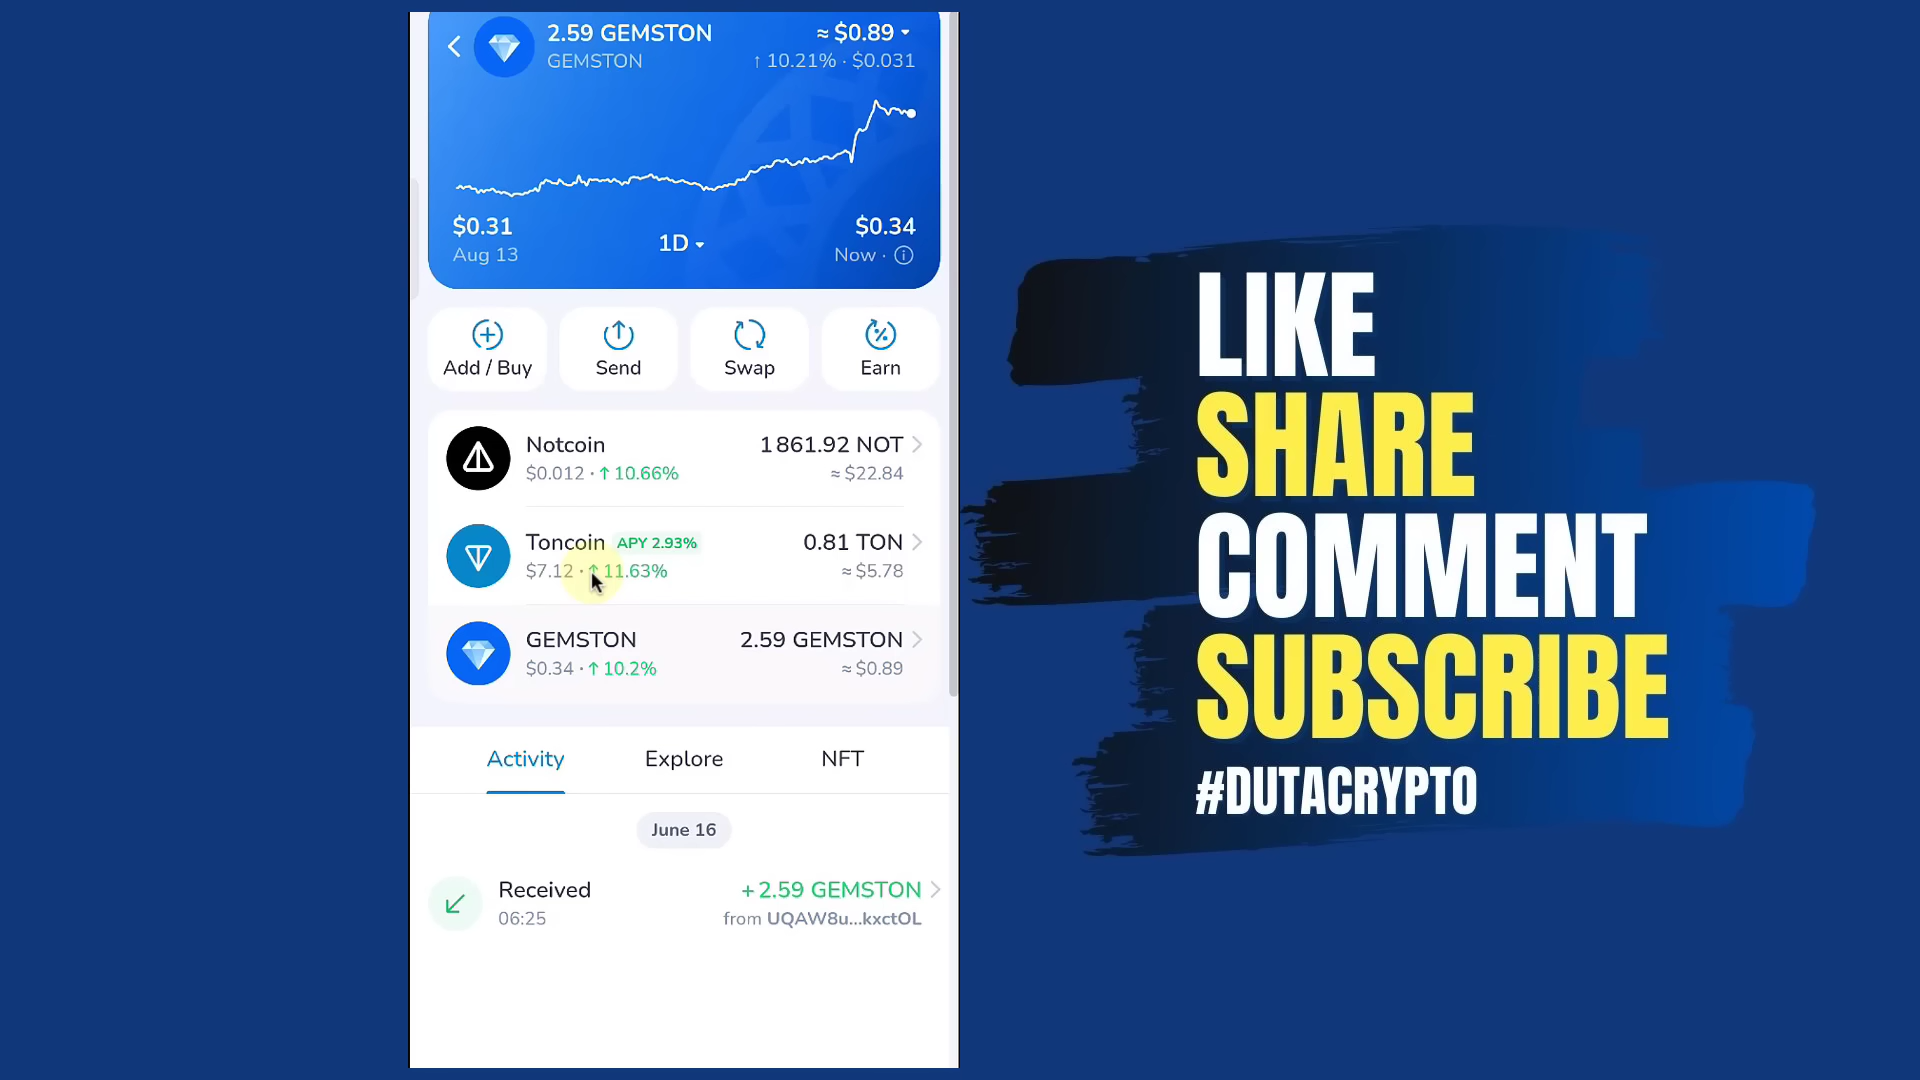 2.59 GEMSTON ≈ $0.89
GEMSTON ↑ 10.21% · $0.031
$0.31 1D $0.34
Aug 13 Now ·
Add / Buy Send Swap Earn
Notcoin 1 861.92 NOT
$0.012 · ↑ 10.66% ≈ $22.84
Toncoin APY 2.93% 0.81 TON
$7.12 · ↑ 11.63% ≈ $5.78
GEMSTON 2.59 GEMSTON
$0.34 · ↑ 10.2% ≈ $0.89
Activity Explore NFT
June 16
Received + 2.59 GEMSTON
06:25 from UQAW8u...kxctOL
LIKE
SHARE
COMMENT
SUBSCRIBE
#DUTACRYPTO